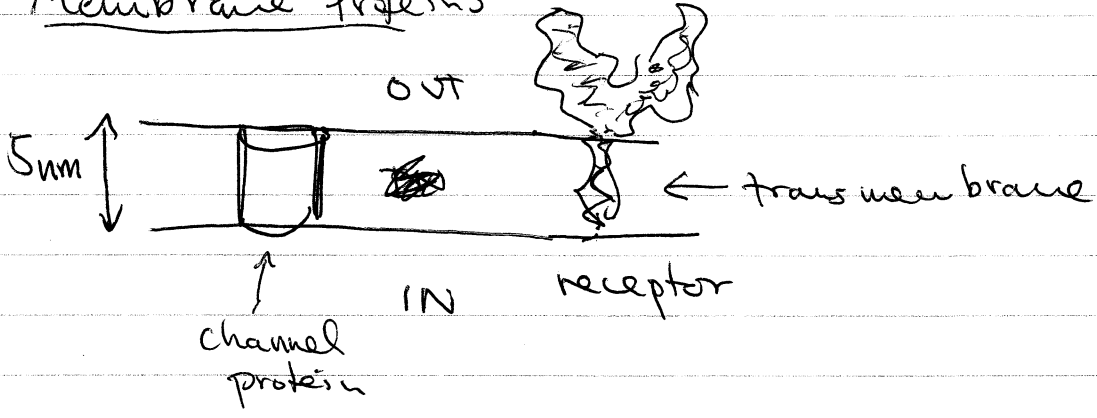 Membrane Proteins
OUT
5nm
← transmembrane
receptor
IN
channel
protein